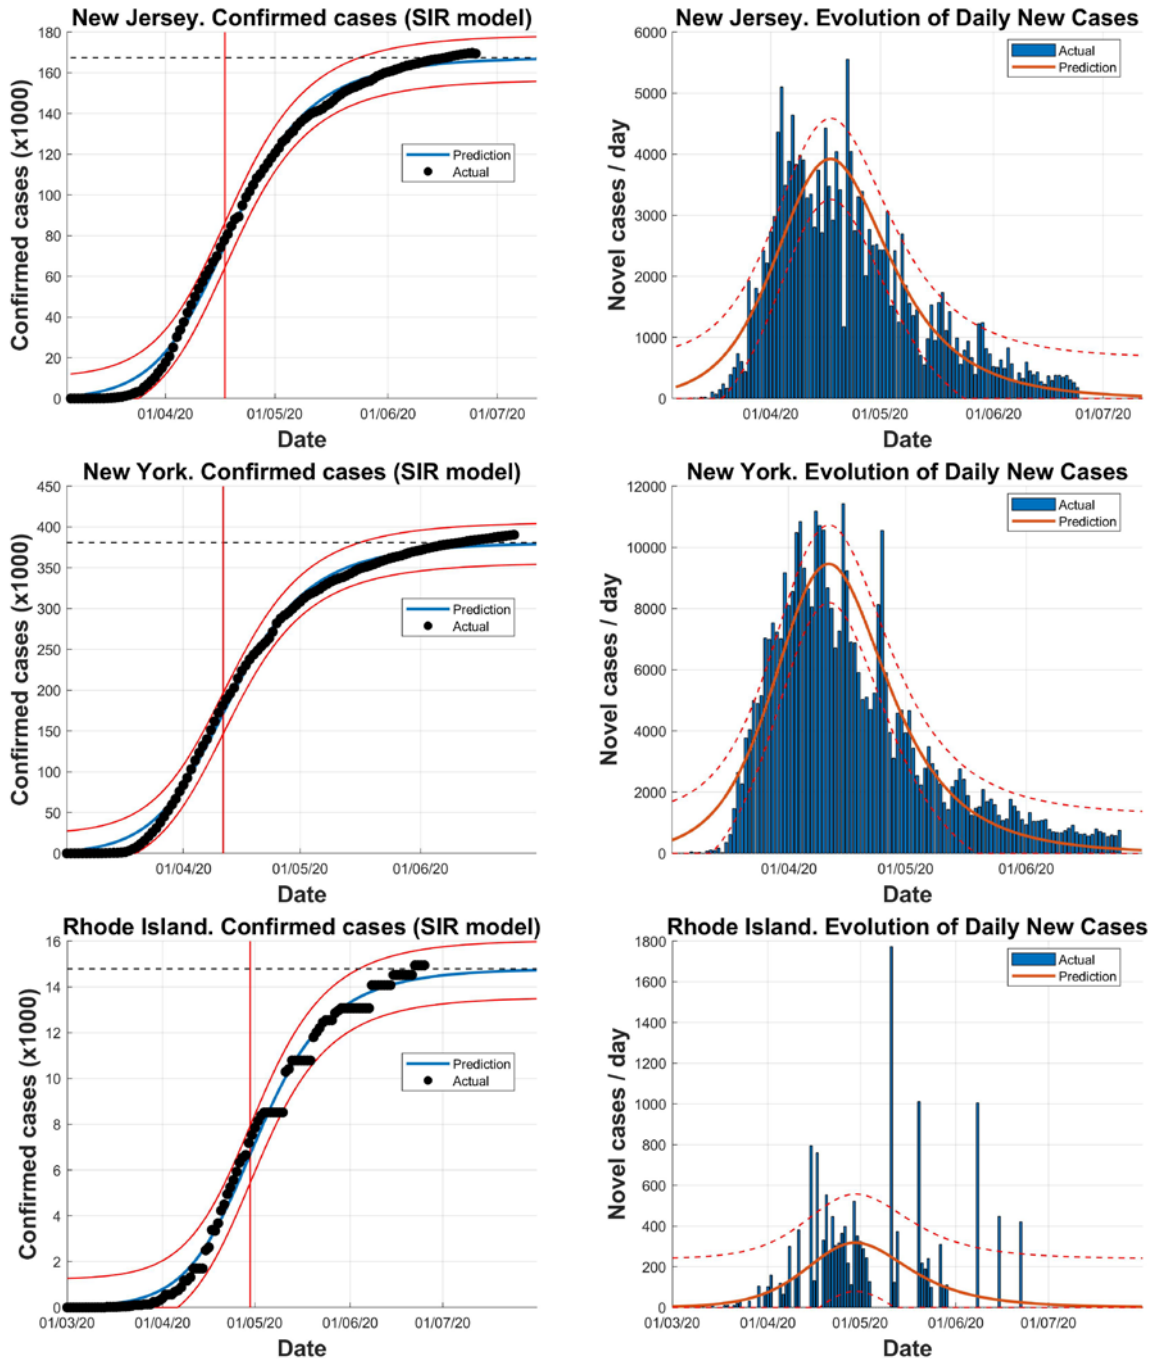 New Jersey. Confirmed cases (SIR model)
180
160
140
120
100
80
60
40
20
0
Confirmed cases (x1000)
Prediction
Actual
01/04/20
01/05/20
01/06/20
01/07/20
Date
New Jersey. Evolution of Daily New Cases
6000
5000
4000
3000
2000
1000
0
Novel cases / day
Actual
Prediction
01/04/20
01/05/20
01/06/20
01/07/20
Date
New York. Confirmed cases (SIR model)
450
400
350
300
250
200
150
100
50
0
Confirmed cases (x1000)
Prediction
Actual
01/04/20
01/05/20
01/06/20
Date
New York. Evolution of Daily New Cases
12000
10000
8000
6000
4000
2000
0
Novel cases / day
Actual
Prediction
01/04/20
01/05/20
01/06/20
Date
Rhode Island. Confirmed cases (SIR model)
16
14
12
10
8
6
4
2
0
Confirmed cases (x1000)
Prediction
Actual
01/03/20
01/04/20
01/05/20
01/06/20
01/07/20
Date
Rhode Island. Evolution of Daily New Cases
1800
1600
1400
1200
1000
800
600
400
200
0
Novel cases / day
Actual
Prediction
01/03/20
01/04/20
01/05/20
01/06/20
01/07/20
Date